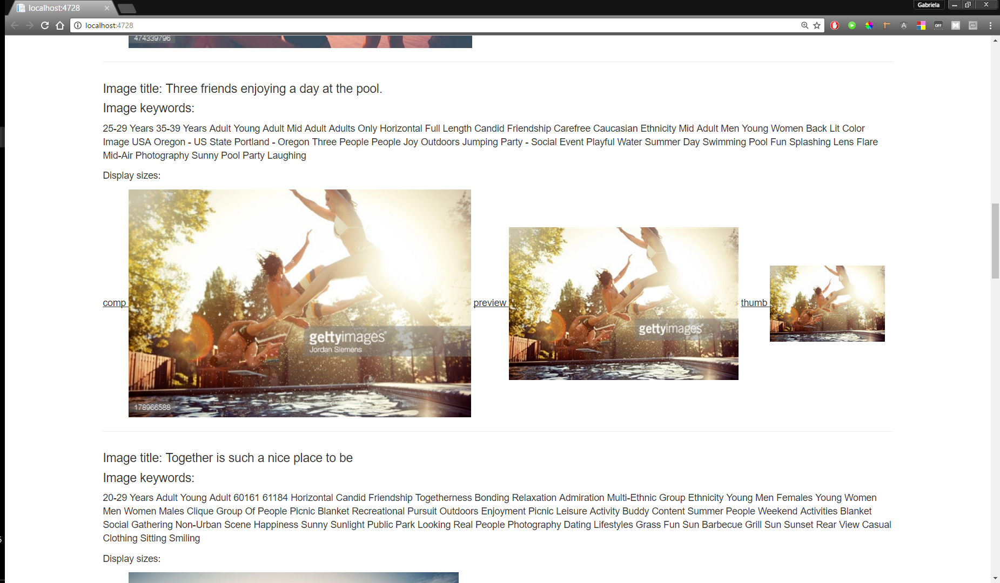 localhost:4728
Gabriela
localhost:4728
OFF
474339796
Image title: Three friends enjoying a day at the pool.
Image keywords:
25-29 Years 35-39 Years Adult Young Adult Mid Adult Adults Only Horizontal Full Length Candid Friendship Carefree Caucasian Ethnicity Mid Adult Men Young Women Back Lit Color
Image USA Oregon - US State Portland - Oregon Three People People Joy Outdoors Jumping Party - Social Event Playful Water Summer Day Swimming Pool Fun Splashing Lens Flare
Mid-Air Photography Sunny Pool Party Laughing
Display sizes:
comp
gettyimages®
Jordan Siemens
178966588
preview
gettyimages®
thumb
Image title: Together is such a nice place to be
Image keywords:
20-29 Years Adult Young Adult 60161 61184 Horizontal Candid Friendship Togetherness Bonding Relaxation Admiration Multi-Ethnic Group Ethnicity Young Men Females Young Women
Men Women Males Clique Group Of People Picnic Blanket Recreational Pursuit Outdoors Enjoyment Picnic Leisure Activity Buddy Content Summer People Weekend Activities Blanket
Social Gathering Non-Urban Scene Happiness Sunny Sunlight Public Park Looking Real People Photography Dating Lifestyles Grass Fun Sun Barbecue Grill Sun Sunset Rear View Casual
Clothing Sitting Smiling
Display sizes: